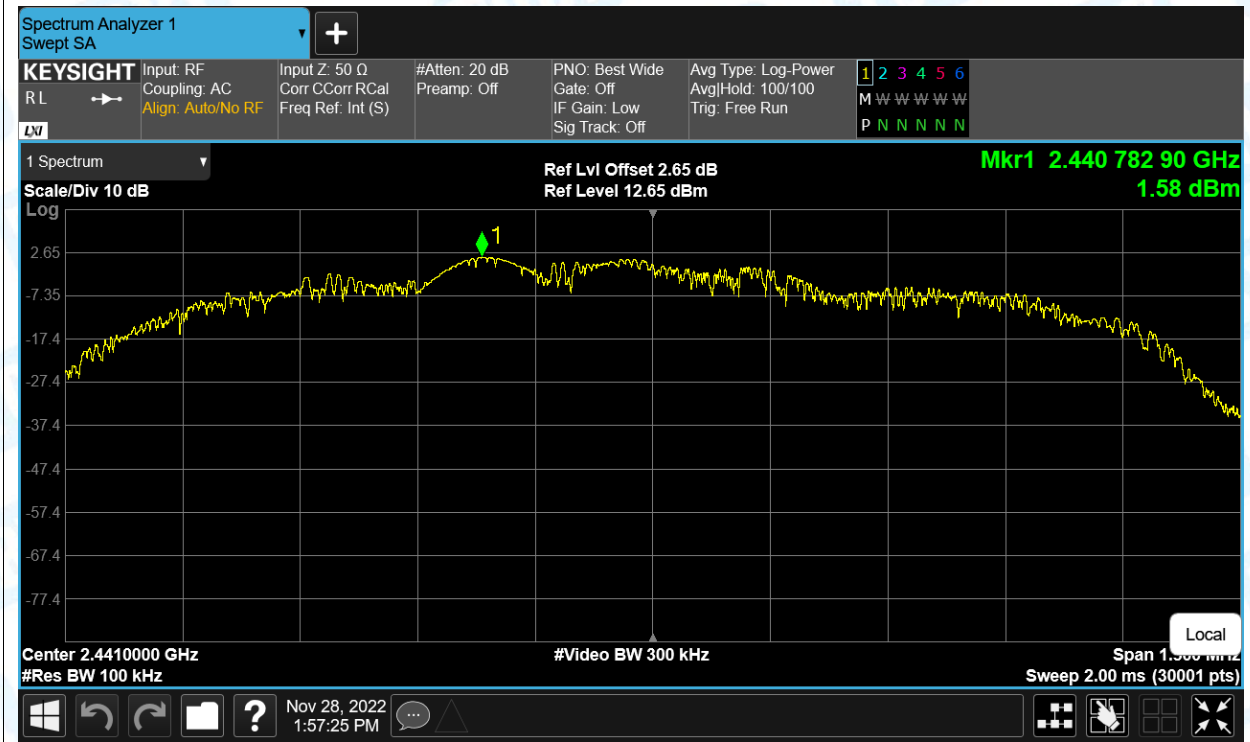 Spectrum Analyzer 1
Swept SA
KEYSIGHT Input: RF Input Z: 50 Ω #Atten: 20 dB PNO: Best Wide Avg Type: Log-Power 1 2 3 4 5 6
R L Coupling: AC Corr CCorr RCal Preamp: Off Gate: Off Avg|Hold: 100/100 M W W W W W W
Align: Auto/No RF Freq Ref: Int (S) IF Gain: Low Trig: Free Run
LXI Sig Track: Off P N N N N N N
1 Spectrum Ref Lvl Offset 2.65 dB Mkr1 2.440 782 90 GHz
Scale/Div 10 dB Ref Level 12.65 dBm 1.58 dBm
Log
1
2.65
-7.35
-17.4
-27.4
-37.4
-47.4
-57.4
-67.4
-77.4
Local
Center 2.4410000 GHz #Video BW 300 kHz Span
#Res BW 100 kHz Sweep 2.00 ms (30001 pts)
? Nov 28, 2022
1:57:25 PM